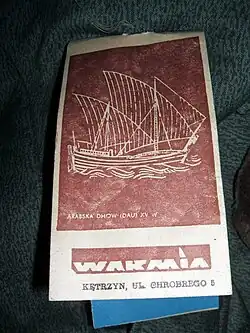 ARABSKA DHOW (DAU) XV W.
WARMIA
KĘTRZYN, UL. CHROBREGO 5